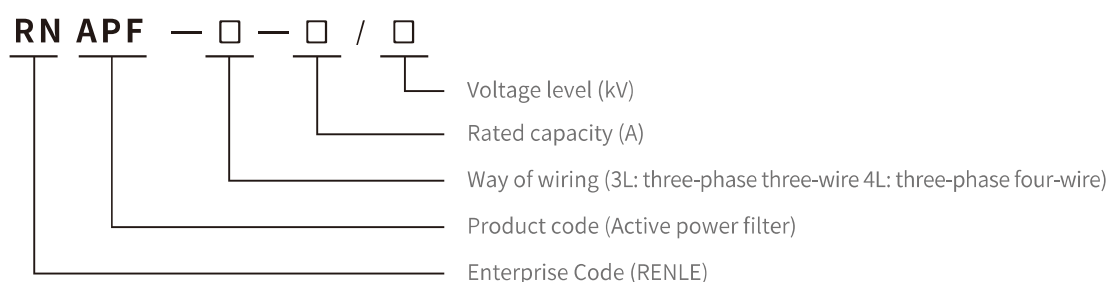 RN APF — □ — □ / □
Voltage level (kV)
Rated capacity (A)
Way of wiring (3L: three-phase three-wire 4L: three-phase four-wire)
Product code (Active power filter)
Enterprise Code (RENLE)